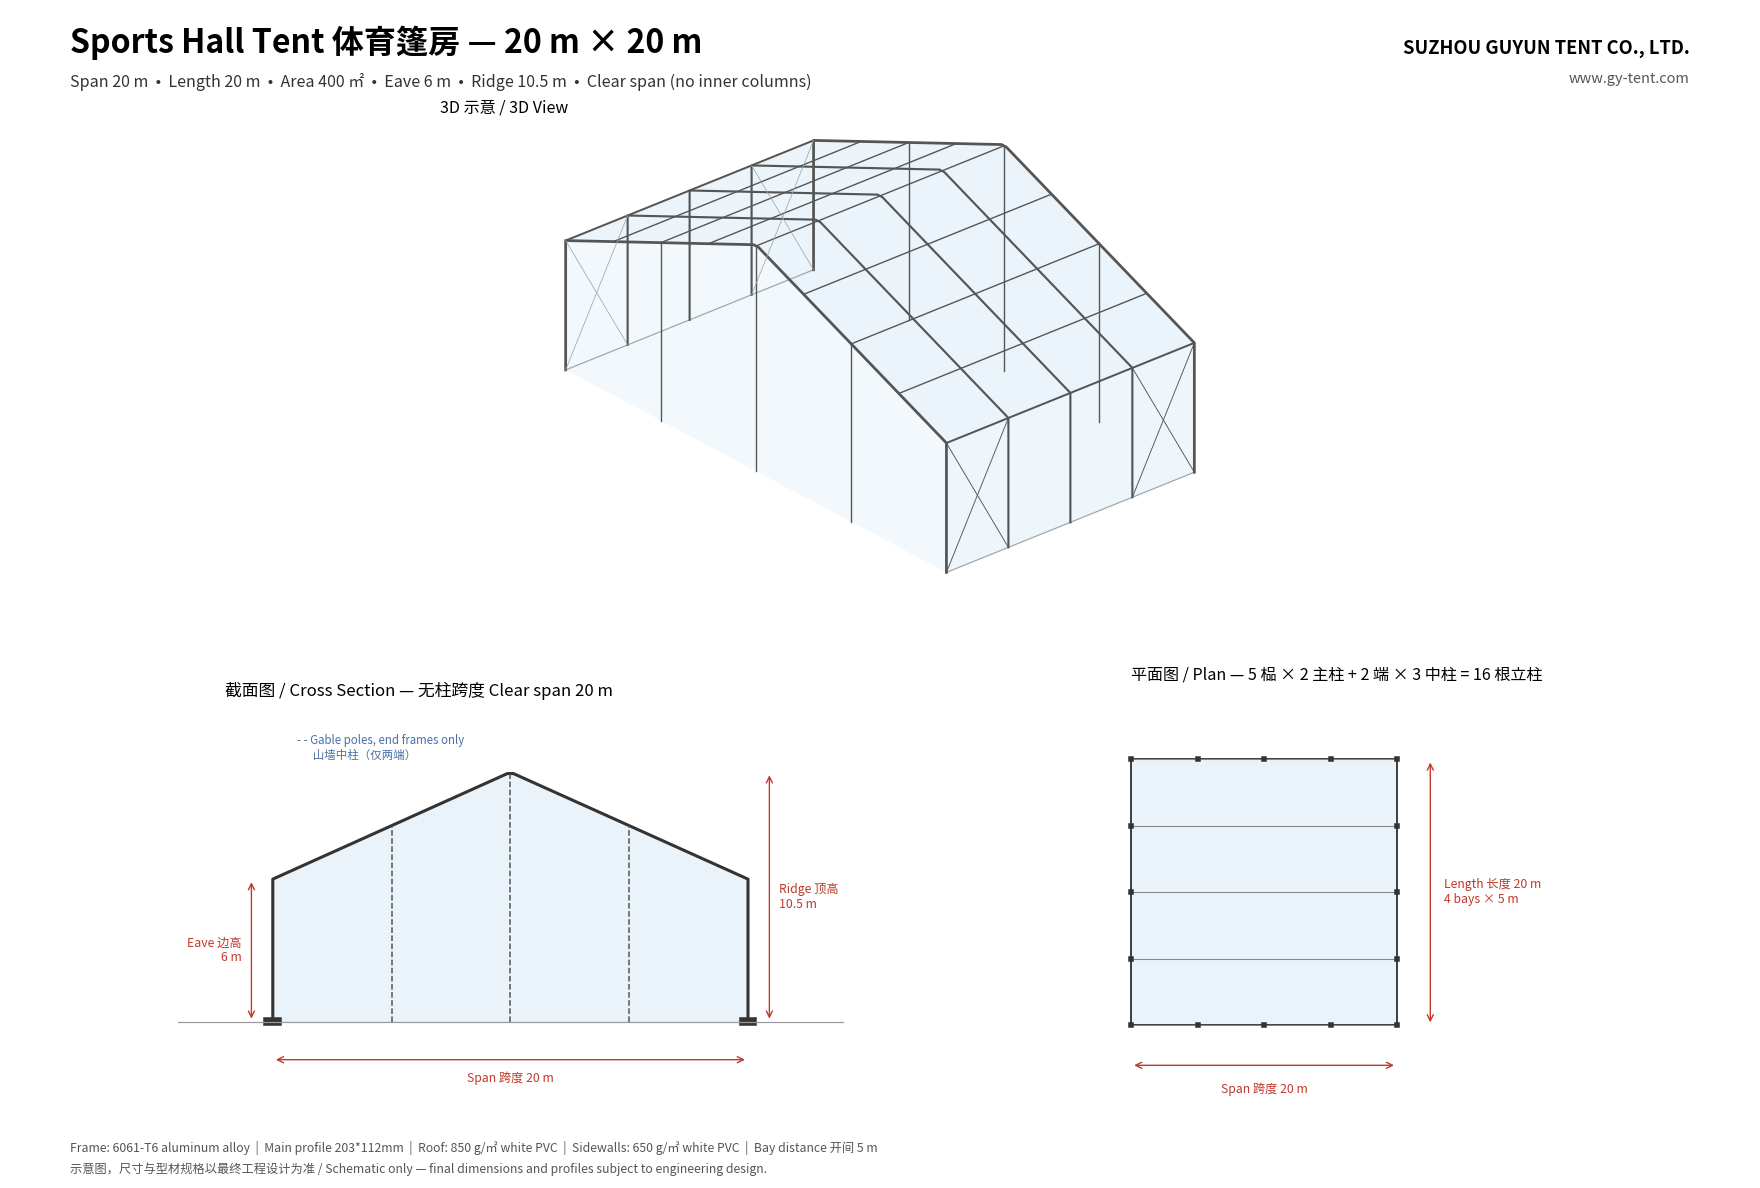 Sports Hall Tent 体育篷房 — 20 m × 20 m
SUZHOU GUYUN TENT CO., LTD.
Span 20 m • Length 20 m • Area 400 ㎡ • Eave 6 m • Ridge 10.5 m • Clear span (no inner columns)
www.gy-tent.com
3D 示意 / 3D View
截面图 / Cross Section — 无柱跨度 Clear span 20 m
平面图 / Plan — 5 榀 × 2 主柱 + 2 端 × 3 中柱 = 16 根立柱
- - Gable poles, end frames only
山墙中柱（仅两端）
Ridge 顶高
10.5 m
Eave 边高
6 m
Span 跨度 20 m
Length 长度 20 m
4 bays × 5 m
Span 跨度 20 m
Frame: 6061-T6 aluminum alloy | Main profile 203*112mm | Roof: 850 g/㎡ white PVC | Sidewalls: 650 g/㎡ white PVC | Bay distance 开间 5 m
示意图，尺寸与型材规格以最终工程设计为准 / Schematic only — final dimensions and profiles subject to engineering design.